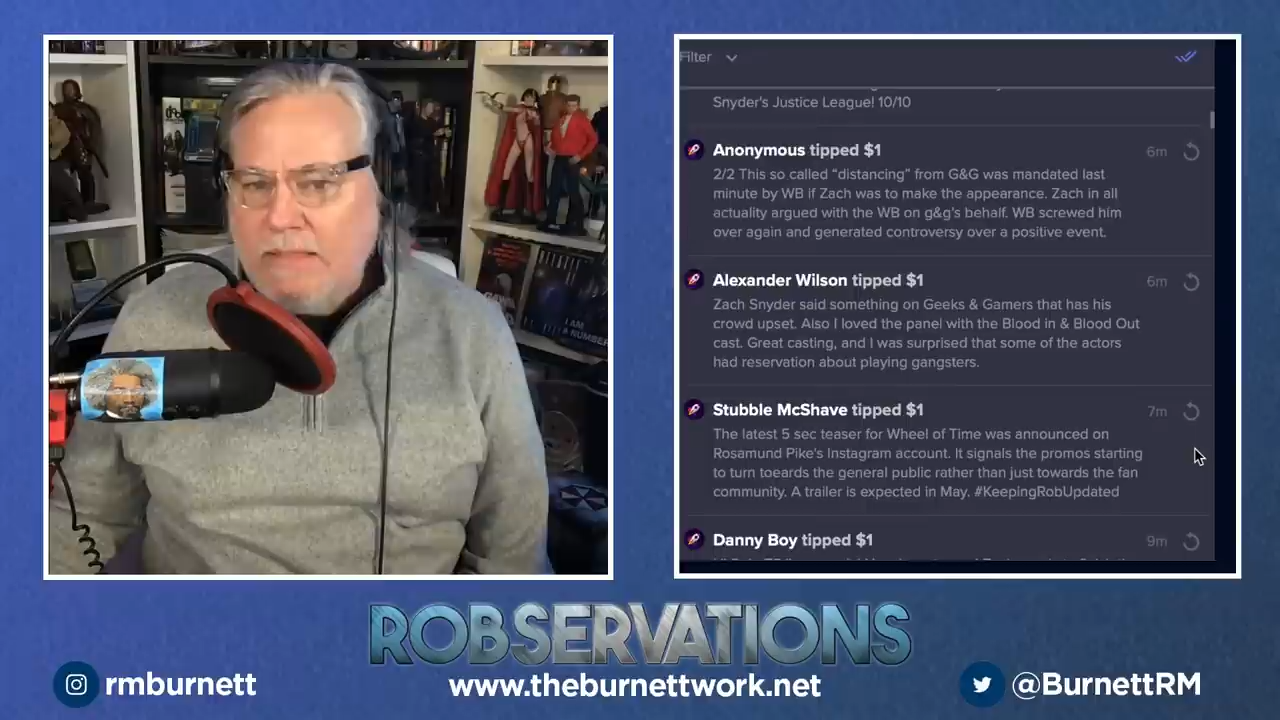 Filter
Snyder's Justice League! 10/10
Anonymous tipped $1
6m
2/2 This so called “distancing” from G&G was mandated last
minute by WB if Zach was to make the appearance. Zach in all
actuality argued with the WB on g&g's behalf. WB screwed him
over again and generated controversy over a positive event.
Alexander Wilson tipped $1
6m
Zach Snyder said something on Geeks & Gamers that has his
crowd upset. Also I loved the panel with the Blood in & Blood Out
cast. Great casting, and I was surprised that some of the actors
had reservation about playing gangsters.
Stubble McShave tipped $1
7m
The latest 5 sec teaser for Wheel of Time was announced on
Rosamund Pike's Instagram account. It signals the promos starting
to turn toeards the general public rather than just towards the fan
community. A trailer is expected in May. #KeepingRobUpdated
Danny Boy tipped $1
9m
I AM
A NUMBER
ROBSERVATIONS
rmburnett
www.theburnettwork.net
@BurnettRM